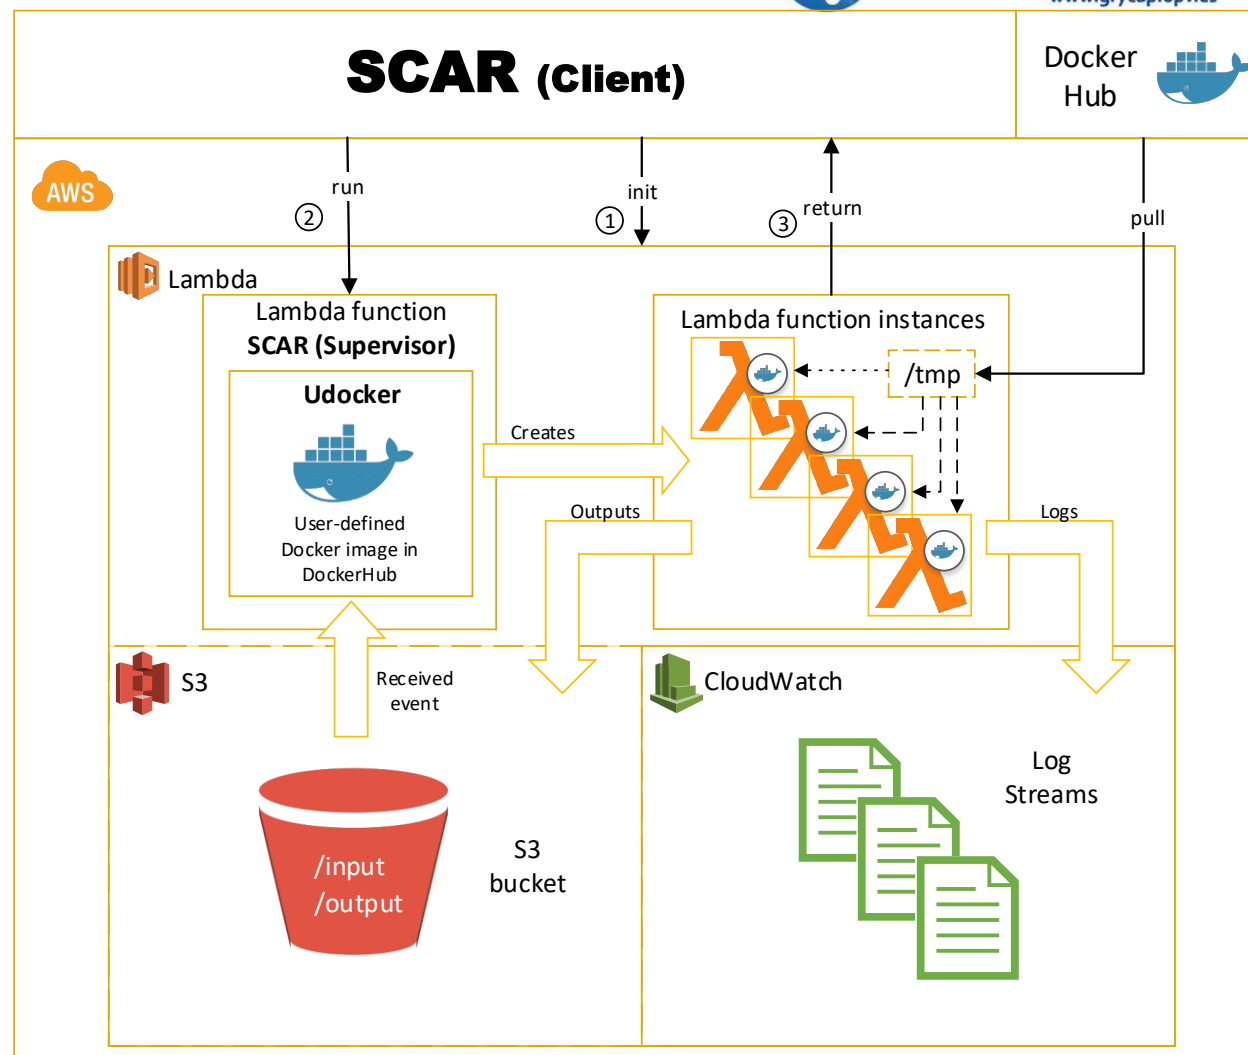 SCAR (Client)
Docker
Hub
AWS
run
②
init
①
return
③
pull
Lambda
Lambda function
SCAR (Supervisor)
Udocker
User-defined
Docker image in
DockerHub
Creates
Lambda function instances
/tmp
Outputs
Logs
S3
Received
event
CloudWatch
/input
/output
S3
bucket
Log
Streams